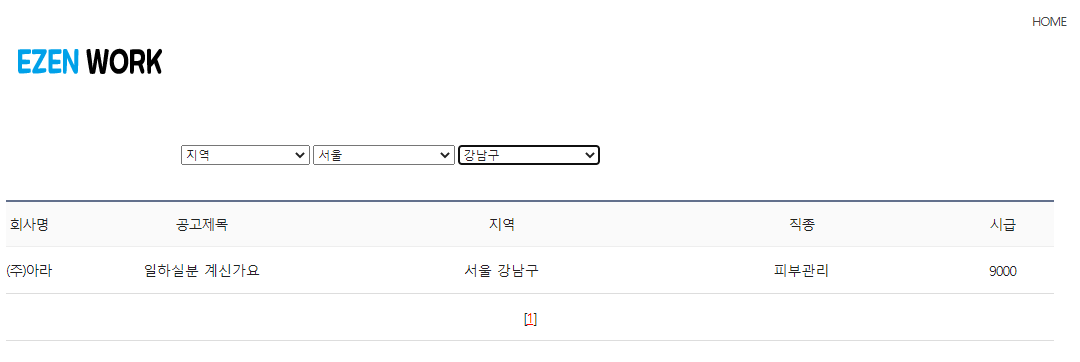 HOME
EZEN WORK
지역 서울 강남구
회사명 공고제목 지역 직종 시급
(주)아라 일하실분 계신가요 서울 강남구 피부관리 9000
[1]